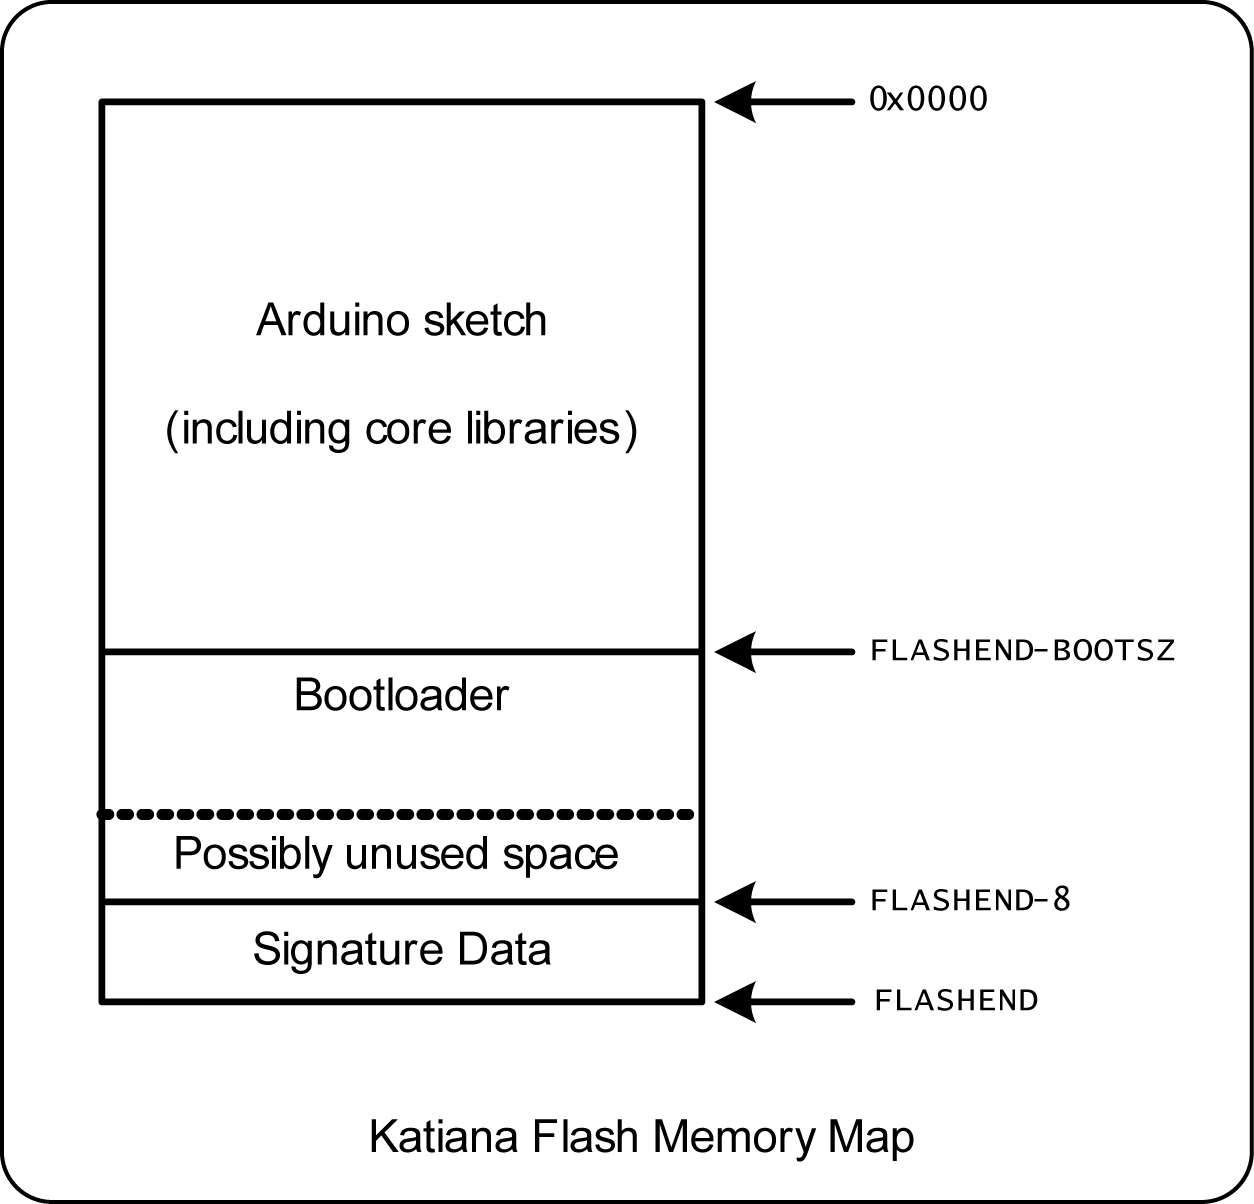 0x0000
Arduino sketch
(including core libraries)
FLASHEND-BOOTSZ
Bootloader
Possibly unused space
FLASHEND-8
Signature Data
FLASHEND
Katiana Flash Memory Map